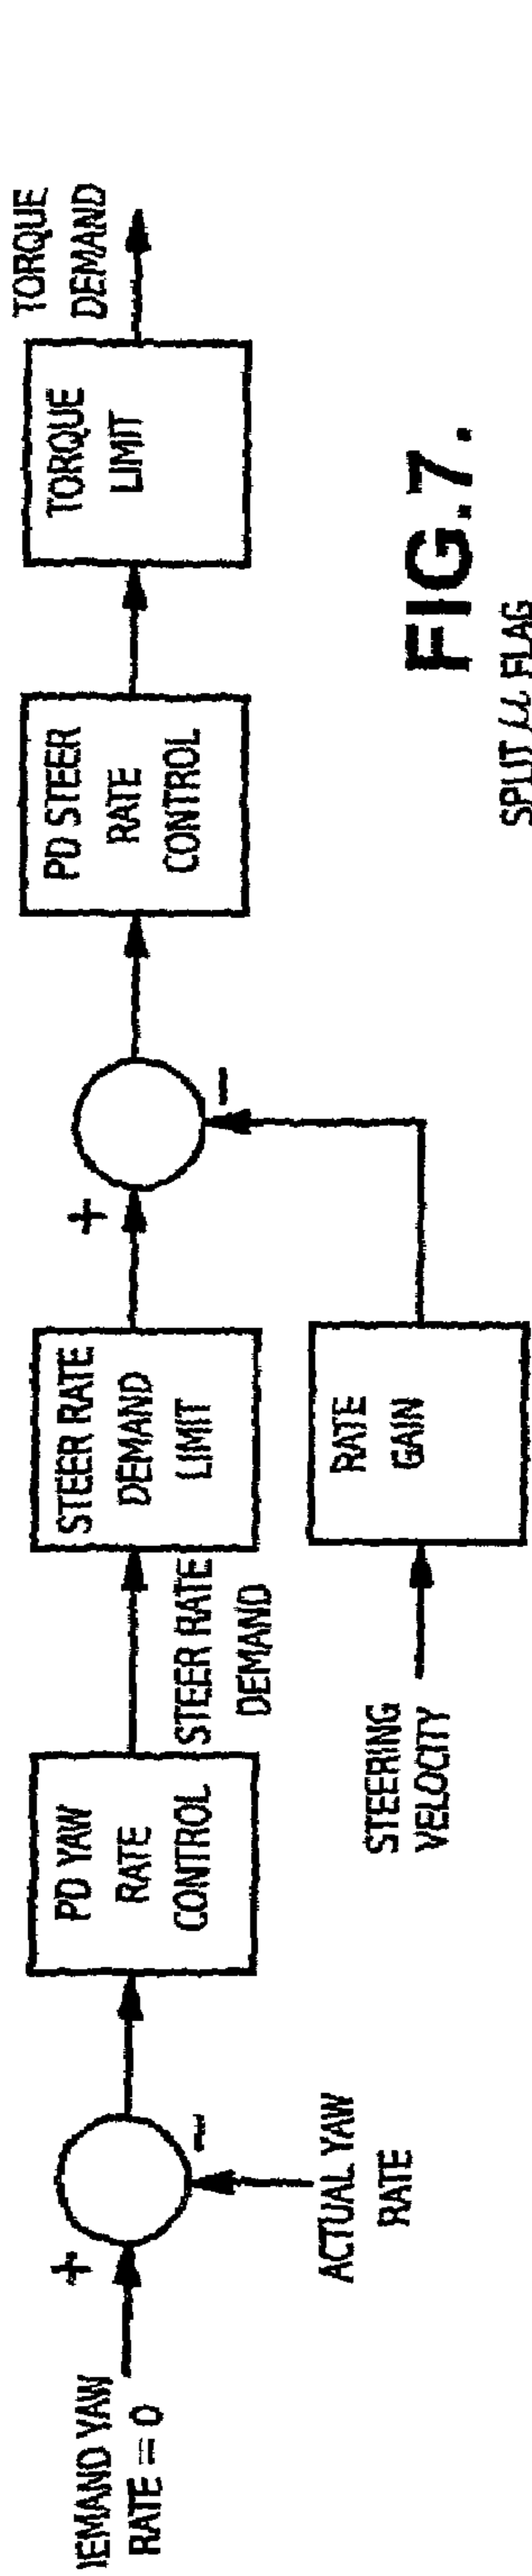 IEMAND YAW
RATE = 0
ACTUAL YAW
RATE
PD YAW
RATE
CONTROL
STEER RATE
DEMAND
STEER RATE
DEMAND
LIMIT
STEERING
VELOCITY
RATE
GAIN
PD STEER
RATE
CONTROL
TORQUE
LIMIT
TORQUE
DEMAND
+
-
+
-
FIG.7.
SPLIT μ FLAG